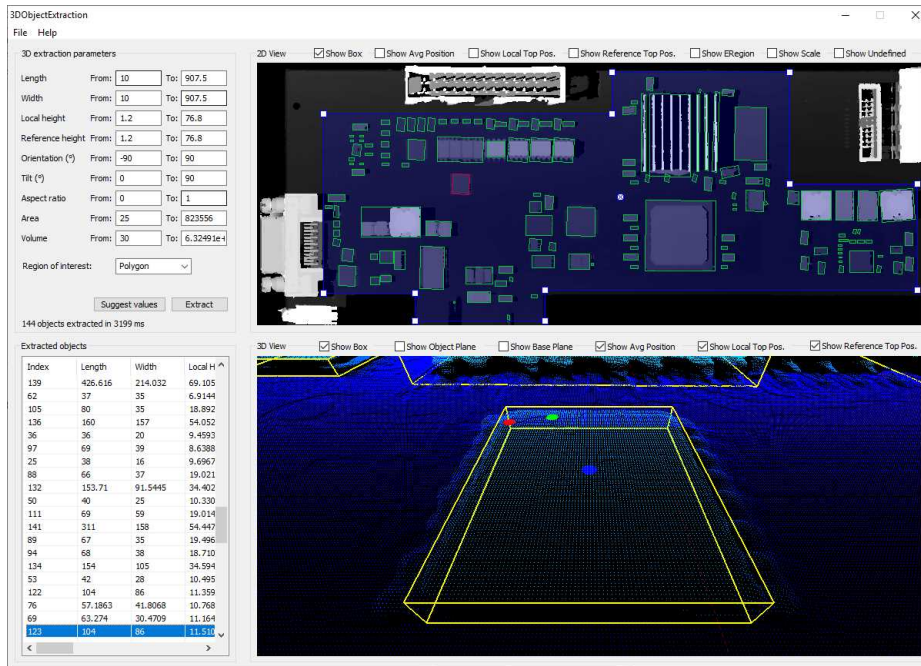 3DObjectExtraction
File Help
3D extraction parameters
Length From: 10 To: 907.5
Width From: 10 To: 907.5
Local height From: 1.2 To: 76.8
Reference height From: 1.2 To: 76.8
Orientation (º) From: -90 To: 90
Tilt (º) From: 0 To: 90
Aspect ratio From: 0 To: 1
Area From: 25 To: 823556
Volume From: 30 To: 6.32491e+
Region of interest: Polygon
Suggest values Extract
144 objects extracted in 3199 ms
2D View Show Box Show Avg Position Show Local Top Pos. Show Reference Top Pos. Show ERegion Show Scale Show Undefined
Extracted objects
Index Length Width Local H
139 426.616 214.032 69.105
62 37 35 6.9144
105 80 35 18.892
136 160 157 54.052
36 36 20 9.4593
97 69 39 8.6388
25 38 16 9.6967
88 66 37 19.021
132 153.71 91.5445 34.402
50 40 25 10.330
111 69 59 19.014
141 311 158 54.447
89 67 35 19.496
94 68 38 18.710
134 154 105 34.594
53 42 28 10.495
122 104 86 11.359
76 57.1863 41.8068 10.768
69 63.274 30.4709 11.164
123 104 86 11.510
3D View Show Box Show Object Plane Show Base Plane Show Avg Position Show Local Top Pos. Show Reference Top Pos.